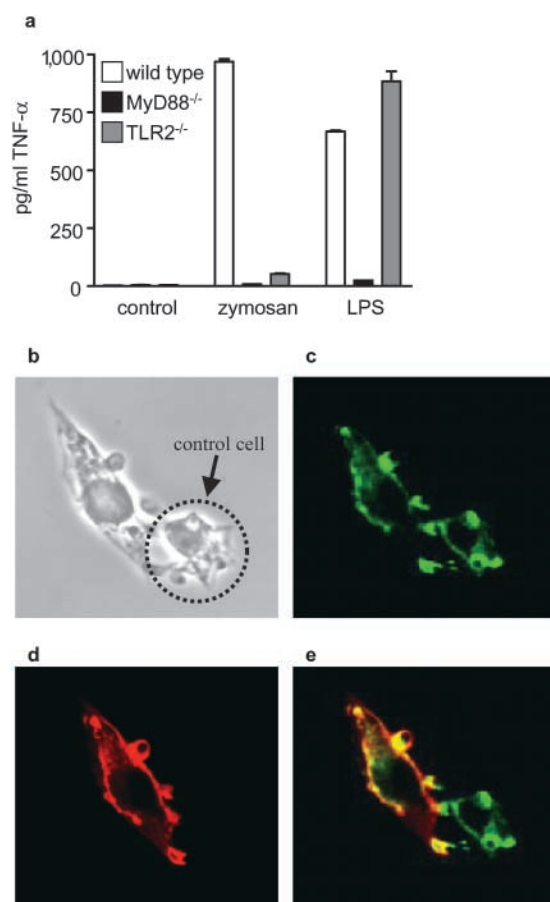 a
1,000
750
500
250
0
pg/ml TNF-α
wild type
MyD88-/-
TLR2-/-
control zymosan LPS
b
c
control cell
d
e